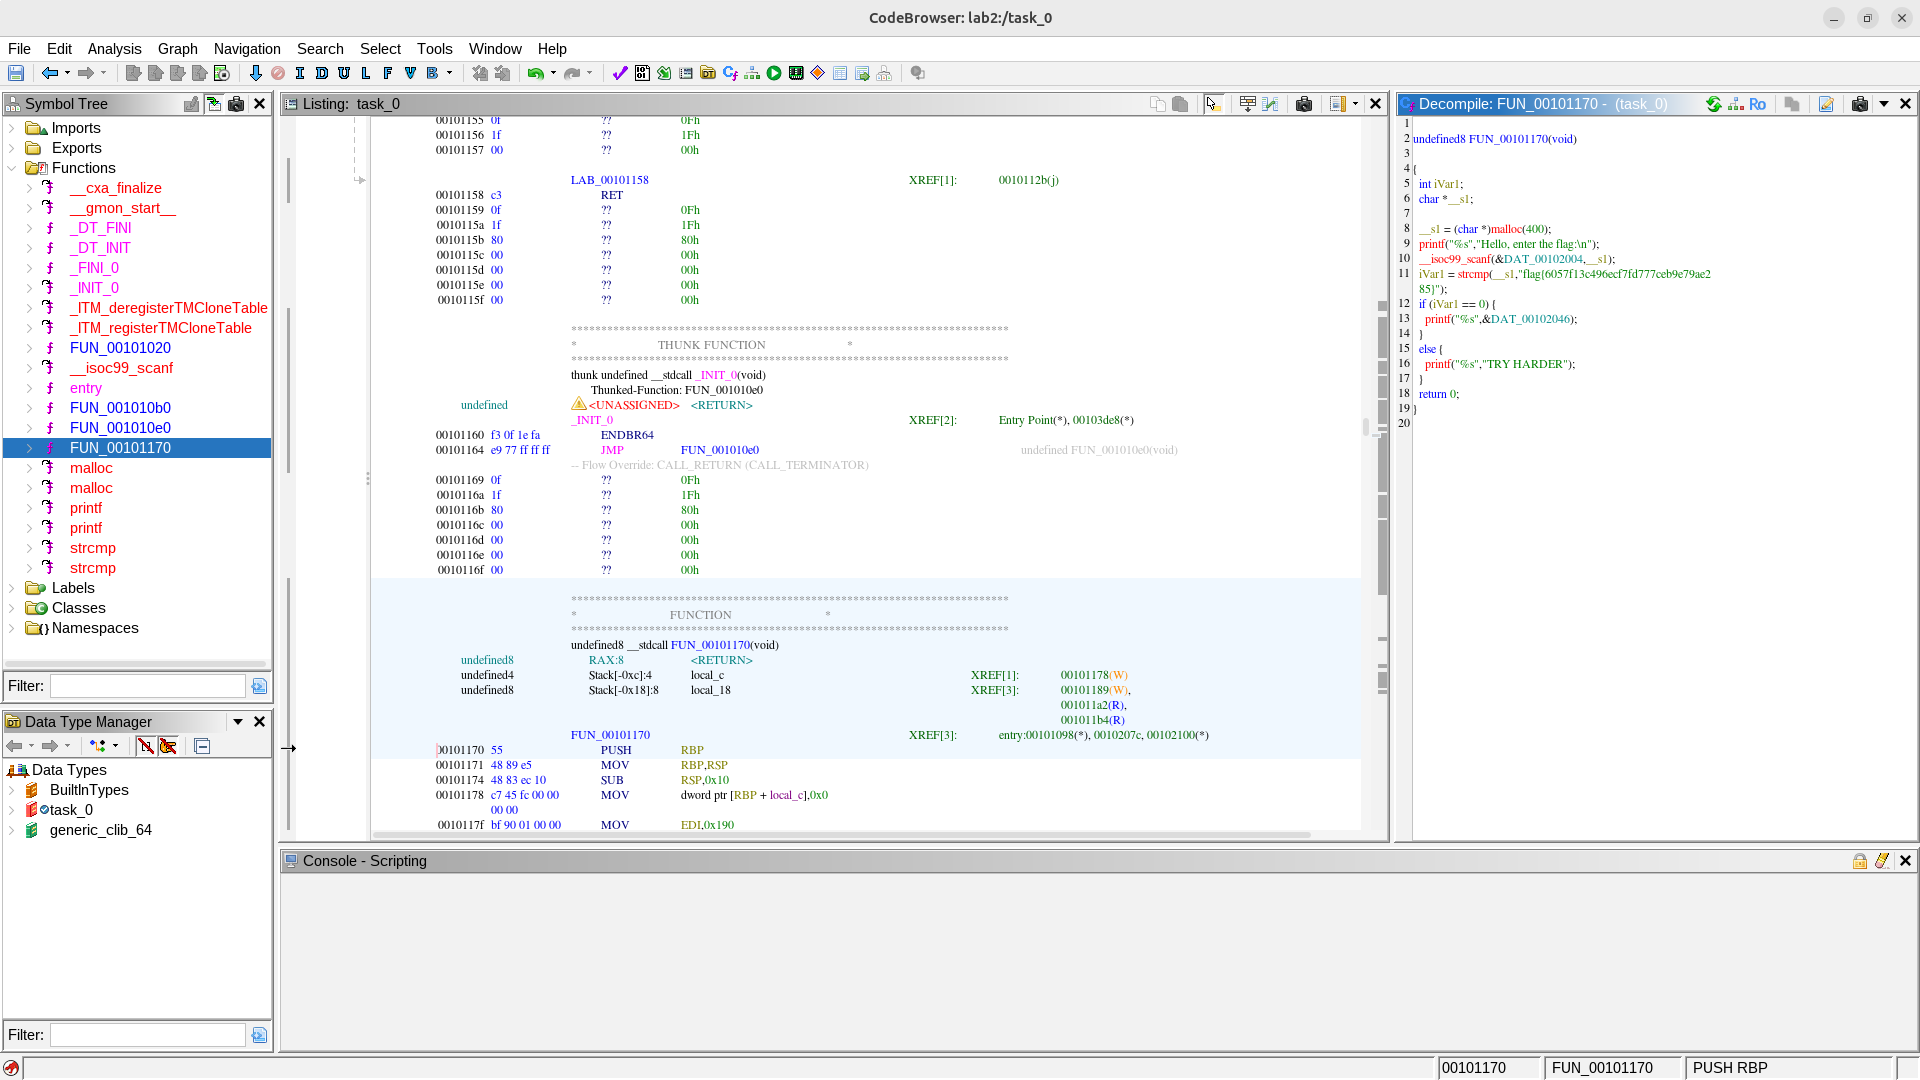 CodeBrowser: lab2:/task_0
File Edit Analysis Graph Navigation Search Select Tools Window Help
I D U L F V B
Symbol Tree
Imports
Exports
Functions
__cxa_finalize
__gmon_start__
_DT_FINI
_DT_INIT
_FINI_0
_INIT_0
_ITM_deregisterTMCloneTable
_ITM_registerTMCloneTable
FUN_00101020
__isoc99_scanf
entry
FUN_001010b0
FUN_001010e0
FUN_00101170
malloc
malloc
printf
printf
strcmp
strcmp
Labels
Classes
Namespaces
Filter:
Data Type Manager
Data Types
BuiltInTypes
task_0
generic_clib_64
Filter:
Listing: task_0
00101155 0f ?? 0Fh
00101156 1f ?? 1Fh
00101157 00 ?? 00h
LAB_00101158 XREF[1]: 0010112b(j)
00101158 c3 RET
00101159 0f ?? 0Fh
0010115a 1f ?? 1Fh
0010115b 80 ?? 80h
0010115c 00 ?? 00h
0010115d 00 ?? 00h
0010115e 00 ?? 00h
0010115f 00 ?? 00h
* THUNK FUNCTION *
thunk undefined __stdcall _INIT_0(void)
Thunked-Function: FUN_001010e0
undefined <UNASSIGNED> <RETURN>
_INIT_0 XREF[2]: Entry Point(*), 00103de8(*)
00101160 f3 0f 1e fa ENDBR64
00101164 e9 77 ff ff ff JMP FUN_001010e0 undefined FUN_001010e0(void)
-- Flow Override: CALL_RETURN (CALL_TERMINATOR)
00101169 0f ?? 0Fh
0010116a 1f ?? 1Fh
0010116b 80 ?? 80h
0010116c 00 ?? 00h
0010116d 00 ?? 00h
0010116e 00 ?? 00h
0010116f 00 ?? 00h
* FUNCTION *
undefined8 __stdcall FUN_00101170(void)
undefined8 RAX:8 <RETURN>
undefined4 Stack[-0xc]:4 local_c XREF[1]: 00101178(W)
undefined8 Stack[-0x18]:8 local_18 XREF[3]: 00101189(W),
001011a2(R),
001011b4(R)
FUN_00101170 XREF[3]: entry:00101098(*), 0010207c, 00102100(*)
00101170 55 PUSH RBP
00101171 48 89 e5 MOV RBP,RSP
00101174 48 83 ec 10 SUB RSP,0x10
00101178 c7 45 fc 00 00 MOV dword ptr [RBP + local_c],0x0
00 00
0010117f bf 90 01 00 00 MOV EDI,0x190
Decompile: FUN_00101170 - (task_0)
Ro
1
2 undefined8 FUN_00101170(void)
3
4 {
5 int iVar1;
6 char *__s1;
7
8 __s1 = (char *)malloc(400);
9 printf("%s","Hello, enter the flag:\n");
10 __isoc99_scanf(&DAT_00102004,__s1);
11 iVar1 = strcmp(__s1,"flag{6057f13c496ecf7fd777ceb9e79ae2
85}");
12 if (iVar1 == 0) {
13 printf("%s",&DAT_00102046);
14 }
15 else {
16 printf("%s","TRY HARDER");
17 }
18 return 0;
19 }
20
Console - Scripting
00101170 FUN_00101170 PUSH RBP